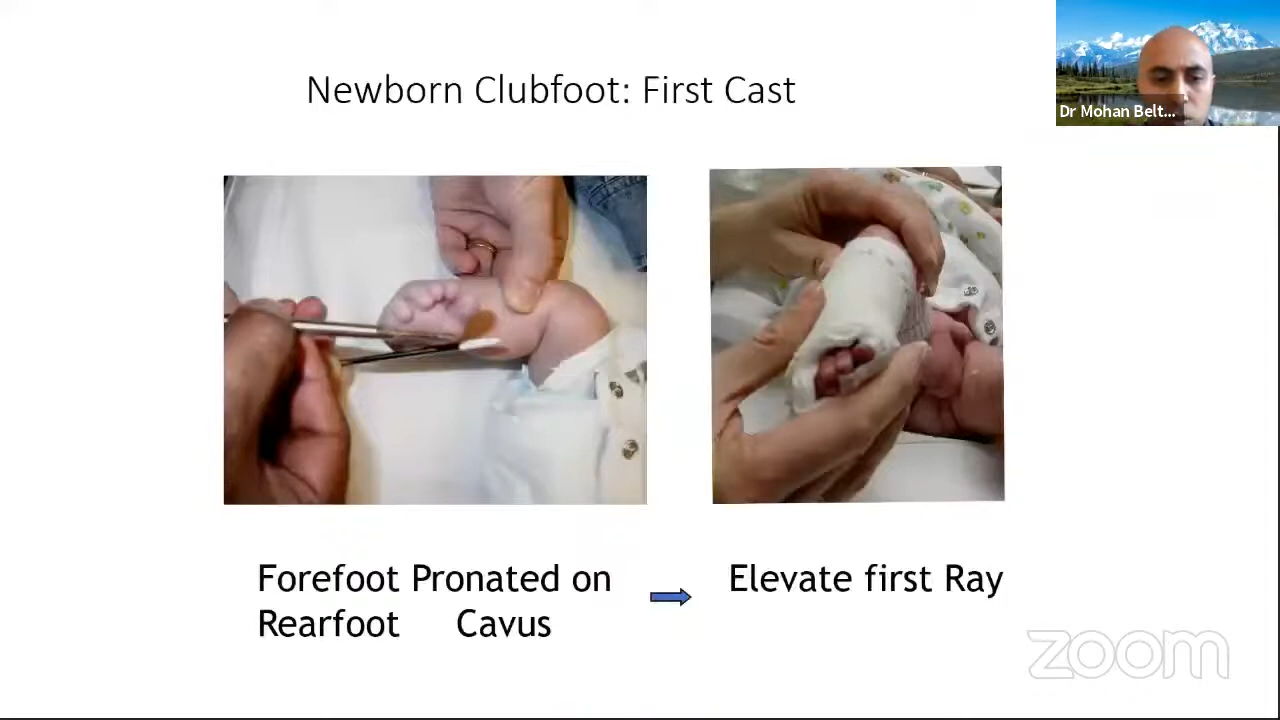 Newborn Clubfoot: First Cast
Dr Mohan Belt...
Forefoot Pronated on
Rearfoot Cavus
Elevate first Ray
zoom